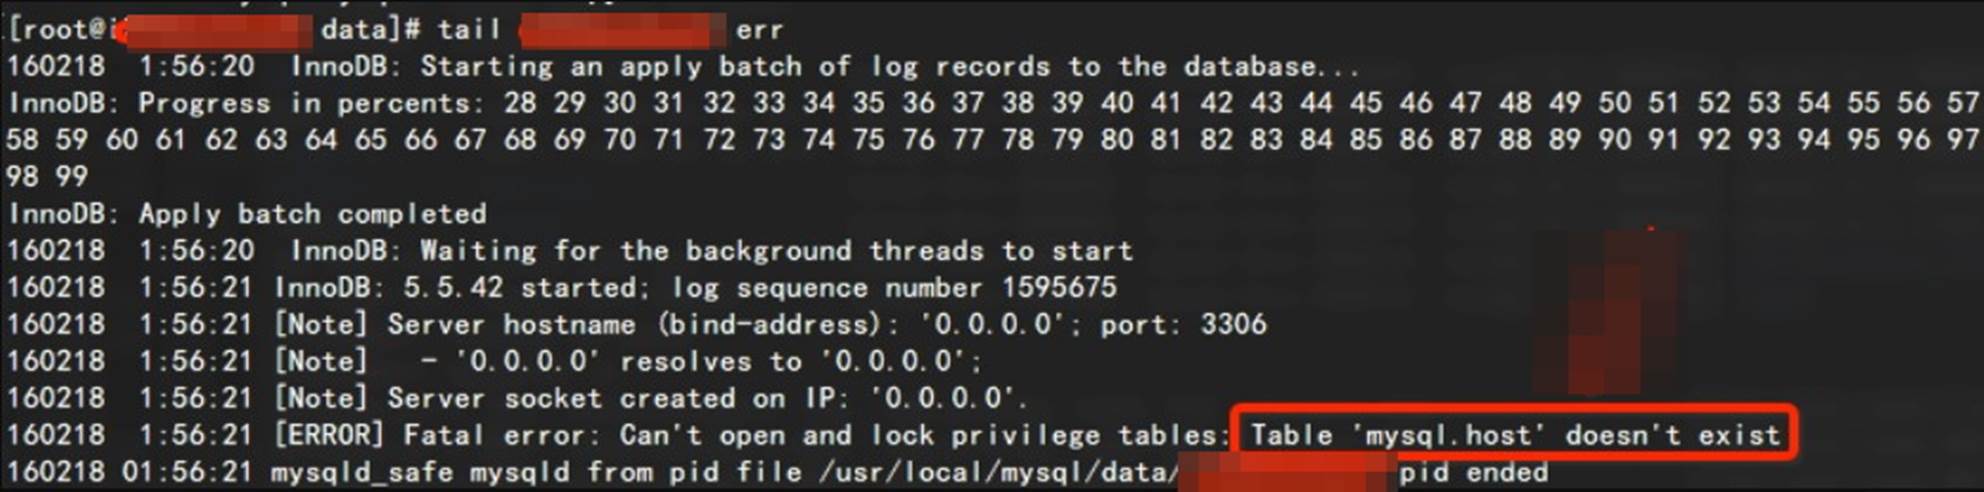 [root@i data]# tail err
160218  1:56:20  InnoDB: Starting an apply batch of log records to the database...
InnoDB: Progress in percents: 28 29 30 31 32 33 34 35 36 37 38 39 40 41 42 43 44 45 46 47 48 49 50 51 52 53 54 55 56 57
58 59 60 61 62 63 64 65 66 67 68 69 70 71 72 73 74 75 76 77 78 79 80 81 82 83 84 85 86 87 88 89 90 91 92 93 94 95 96 97
98 99
InnoDB: Apply batch completed
160218  1:56:20  InnoDB: Waiting for the background threads to start
160218  1:56:21 InnoDB: 5.5.42 started; log sequence number 1595675
160218  1:56:21 [Note] Server hostname (bind-address): '0.0.0.0'; port: 3306
160218  1:56:21 [Note]   - '0.0.0.0' resolves to '0.0.0.0';
160218  1:56:21 [Note] Server socket created on IP: '0.0.0.0'.
160218  1:56:21 [ERROR] Fatal error: Can't open and lock privilege tables: Table 'mysql.host' doesn't exist
160218 01:56:21 mysqld_safe mysqld from pid file /usr/local/mysql/data/ pid ended